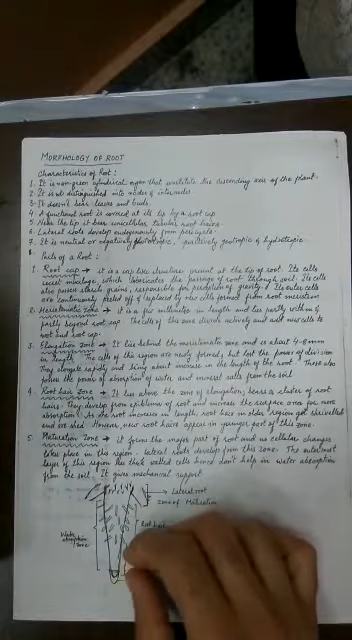 MORPHOLOGY OF ROOT
Characteristics of Root:
1. It is non green cylindrical organ that constitute the descending axis of the plant.
2. It is not distinguished into nodes & internodes
3. It doesn't bear leaves and buds.
4. A functional root is covered at its tip by a root cap
5. Near the tip it bear unicellular tubular root hairs
6. Lateral roots develop endogenously from pericycle.
7. It is neutral or negatively phototropic, positively geotropic & hydrotropic
Parts of a Root:
1. Root cap → it is a cap like structure present at the tip of root. Its cells
secrete mucilage, which lubricates the passage of root through soil. Its cells
also possess starch grains responsible for perception of gravity. Its outer cells
are continuously peeled off & replaced by new cells formed from root meristem
2. Meristematic zone → it is a few millimetres in length and lies partly within &
partly beyond root cap. The cells of this zone divide actively and add new cells to
root and root cap.
3. Elongation zone → It lies behind the meristematic zone and is about 4-8mm
in length. The cells of this region are newly formed, but lost the power of division
They elongate rapidly and bring about increase in the length of the root. These also
posses the power of absorption of water and mineral salts from the soil
4. Root hair zone → It lies above the zone of elongation, bears a cluster of root
hairs. They develop from epiblema of root and increase the surface area for more
absorption. As the root increases in length, root hair in older region get shrivelled
and are shed. However, new root hairs appear in younger part of this zone.
5. Maturation zone → it forms the major part of root and no cellular changes
takes place in this region. lateral roots develop from this zone. The outermost
layer of this region has thick walled cells hence don't help in water absorption
from the soil. It gives mechanical support
→ Lateral root
zone of Maturation
Root hair
Water
absorption
zone